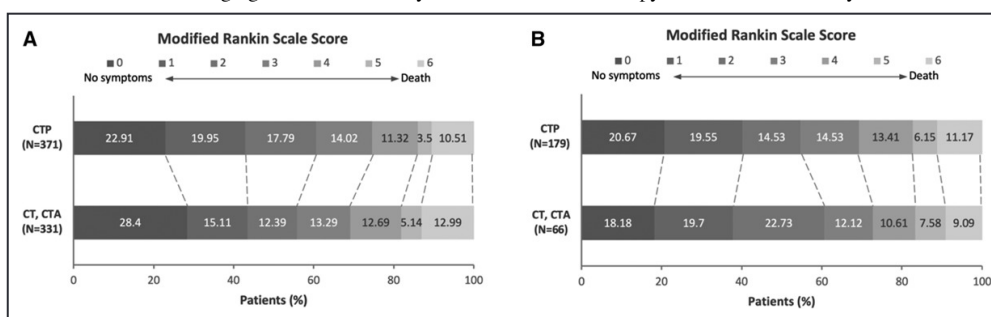 A
Modified Rankin Scale Score
0 1 2 3 4 5 6
No symptoms Death
CTP
(N=371)
22.91 19.95 17.79 14.02 11.32 3.5 10.51
CT, CTA
(N=331)
28.4 15.11 12.39 13.29 12.69 5.14 12.99
0 20 40 60 80 100
Patients (%)
B
Modified Rankin Scale Score
0 1 2 3 4 5 6
No symptoms Death
CTP
(N=179)
20.67 19.55 14.53 14.53 13.41 6.15 11.17
CT, CTA
(N=66)
18.18 19.7 22.73 12.12 10.61 7.58 9.09
0 20 40 60 80 100
Patients (%)